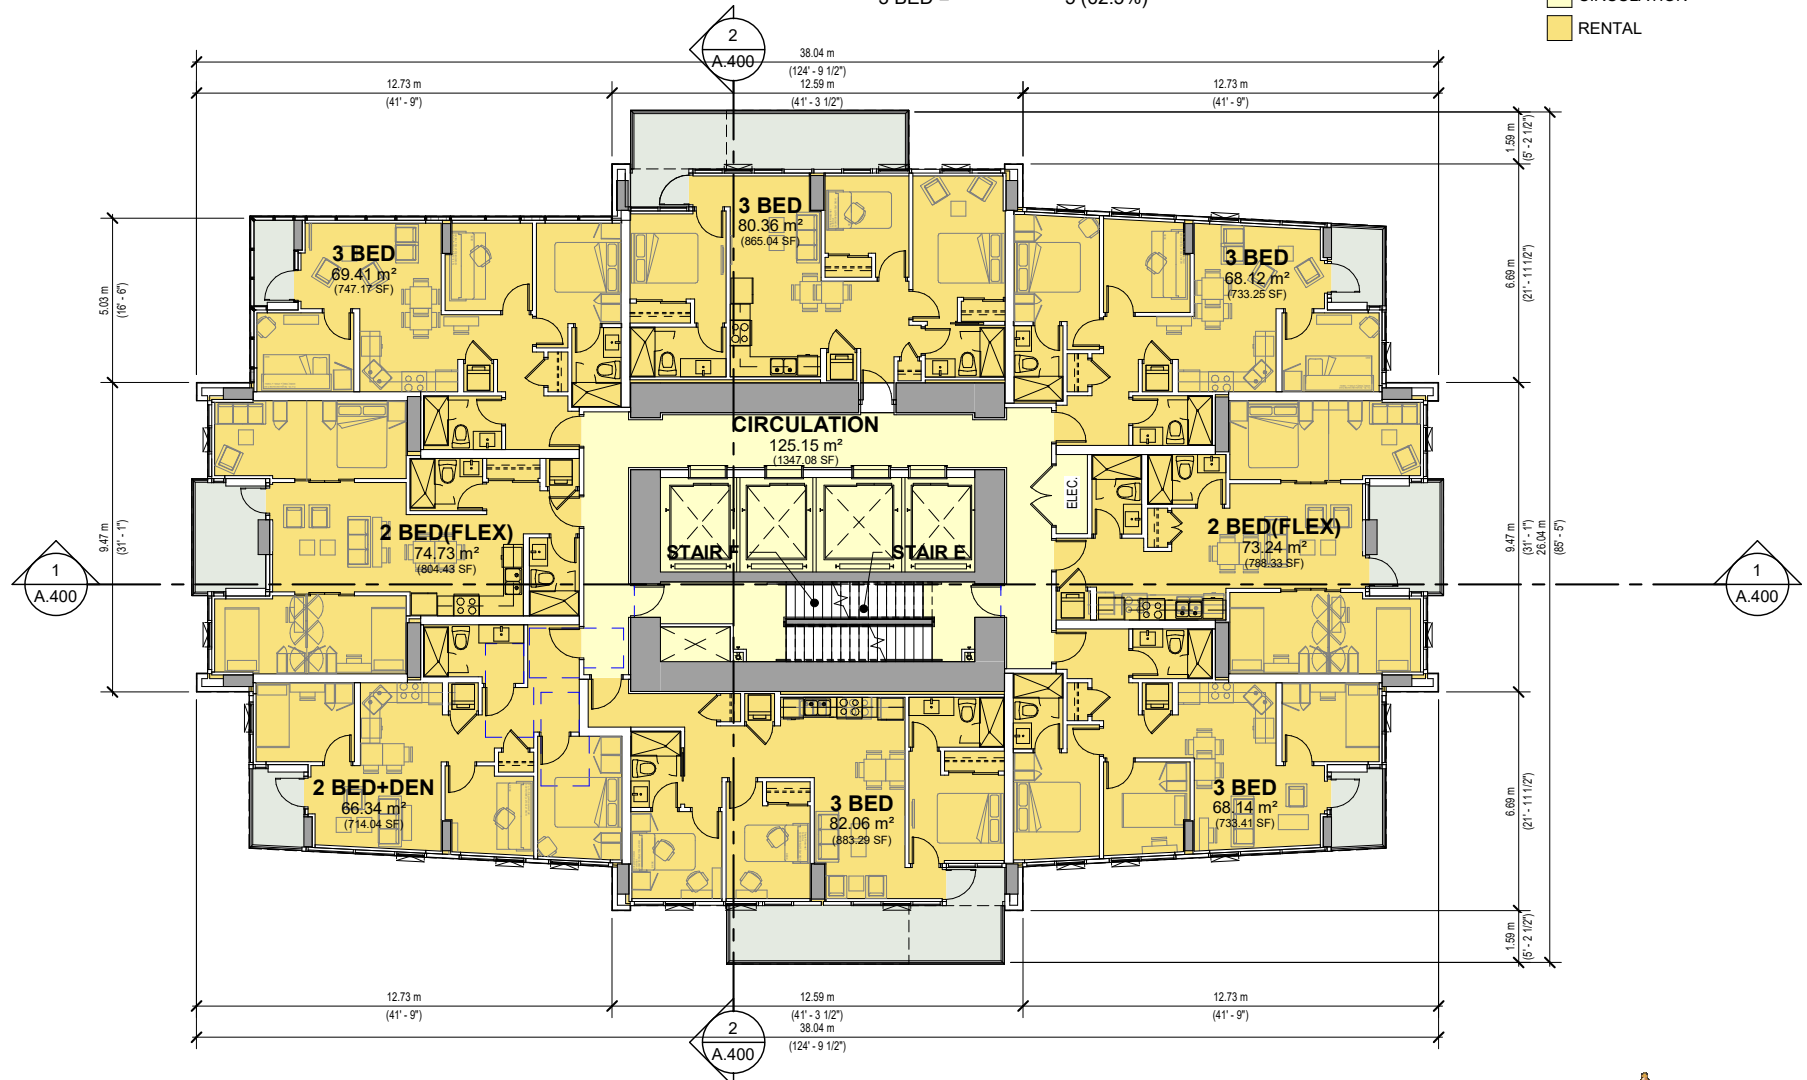 3 BED = 5 (62.5%)
CIRCULATION
RENTAL
2
A.400
38.04 m
(124' - 9 1/2")
12.73 m
(41' - 9")
12.59 m
(41' - 3 1/2")
12.73 m
(41' - 9")
1.59 m
(5' - 2 1/2")
6.69 m
(21' - 11 1/2")
9.47 m
(31' - 1")
26.04 m
(85' - 5")
6.69 m
(21' - 11 1/2")
1.59 m
(5' - 2 1/2")
5.03 m
(16' - 6")
9.47 m
(31' - 1")
3 BED
80.36 m²
(865.04 SF)
3 BED
69.41 m²
(747.17 SF)
3 BED
68.12 m²
(733.25 SF)
CIRCULATION
125.15 m²
(1347.08 SF)
ELEC.
2 BED(FLEX)
74.73 m²
(804.43 SF)
2 BED(FLEX)
73.24 m²
(788.33 SF)
STAIR F
STAIR E
1
A.400
1
A.400
2 BED+DEN
66.34 m²
(714.04 SF)
3 BED
82.06 m²
(883.29 SF)
3 BED
68.14 m²
(733.41 SF)
12.73 m
(41' - 9")
12.59 m
(41' - 3 1/2")
12.73 m
(41' - 9")
38.04 m
(124' - 9 1/2")
2
A.400